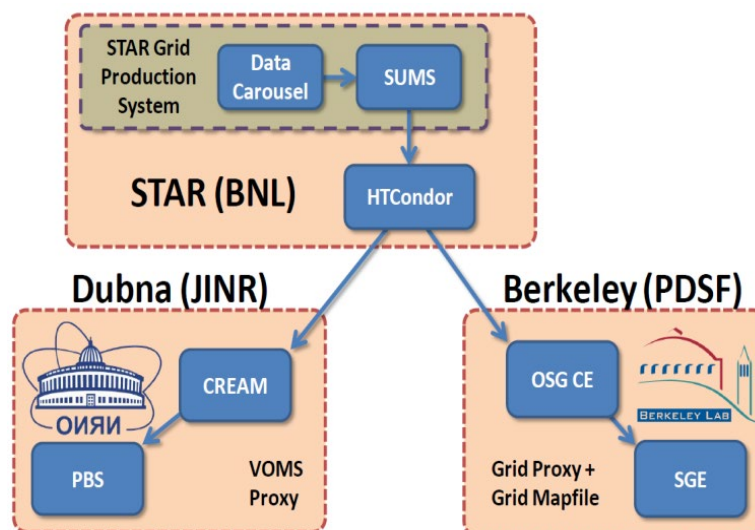 STAR Grid
Production
System
Data
Carousel
SUMS
STAR (BNL)
HTCondor
Dubna (JINR)
Berkeley (PDSF)
ОИЯИ
CREAM
PBS
VOMS
Proxy
OSG CE
BERKELEY LAB
Grid Proxy +
Grid Mapfile
SGE